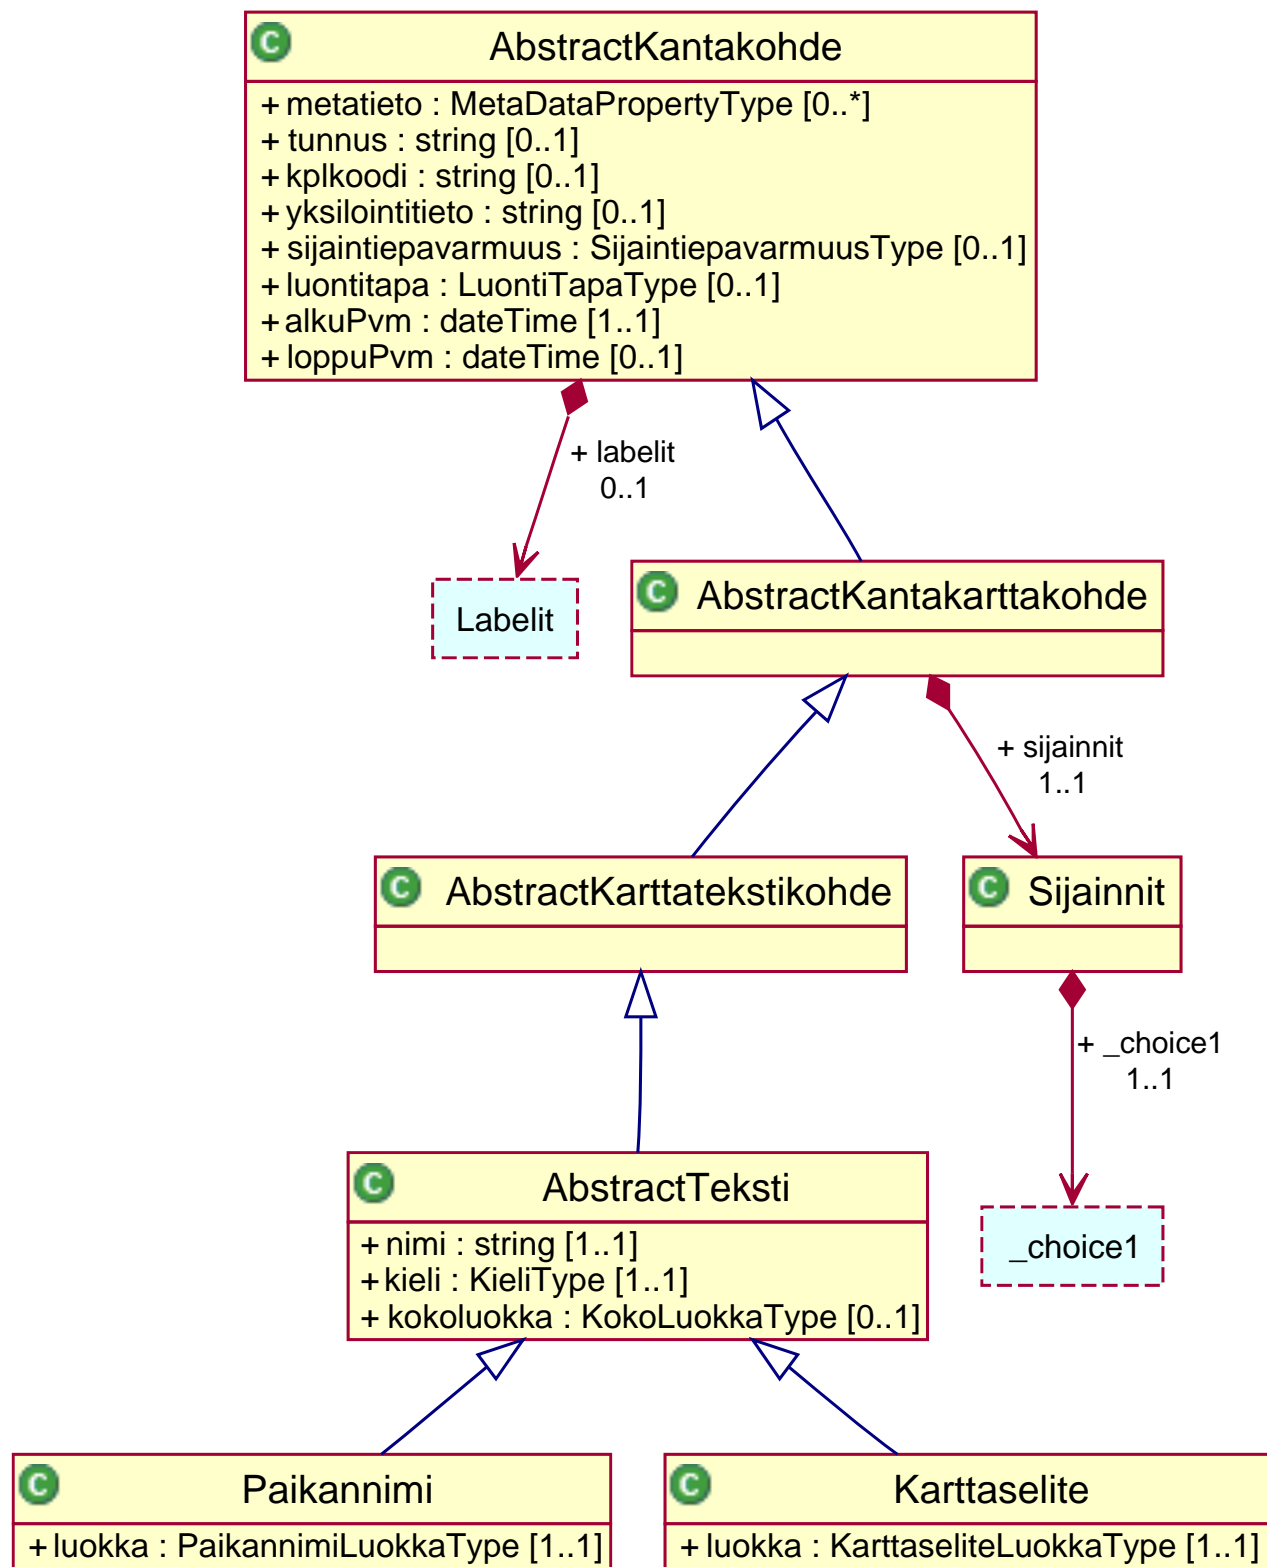 C AbstractKantakohde
+ metatieto : MetaDataPropertyType [0..*]
+ tunnus : string [0..1]
+ kplkoodi : string [0..1]
+ yksilointitieto : string [0..1]
+ sijaintiepavarmuus : SijaintiepavarmuusType [0..1]
+ luontitapa : LuontiTapaType [0..1]
+ alkuPvm : dateTime [1..1]
+ loppuPvm : dateTime [0..1]
+ labelit
0..1
Labelit
C AbstractKantakarttakohde
+ sijainnit
1..1
C AbstractKarttatekstikohde
C Sijainnit
+ _choice1
1..1
C AbstractTeksti
+ nimi : string [1..1]
+ kieli : KieliType [1..1]
+ kokoluokka : KokoLuokkaType [0..1]
_choice1
C Paikannimi
+ luokka : PaikannimiLuokkaType [1..1]
C Karttaselite
+ luokka : KarttaseliteLuokkaType [1..1]